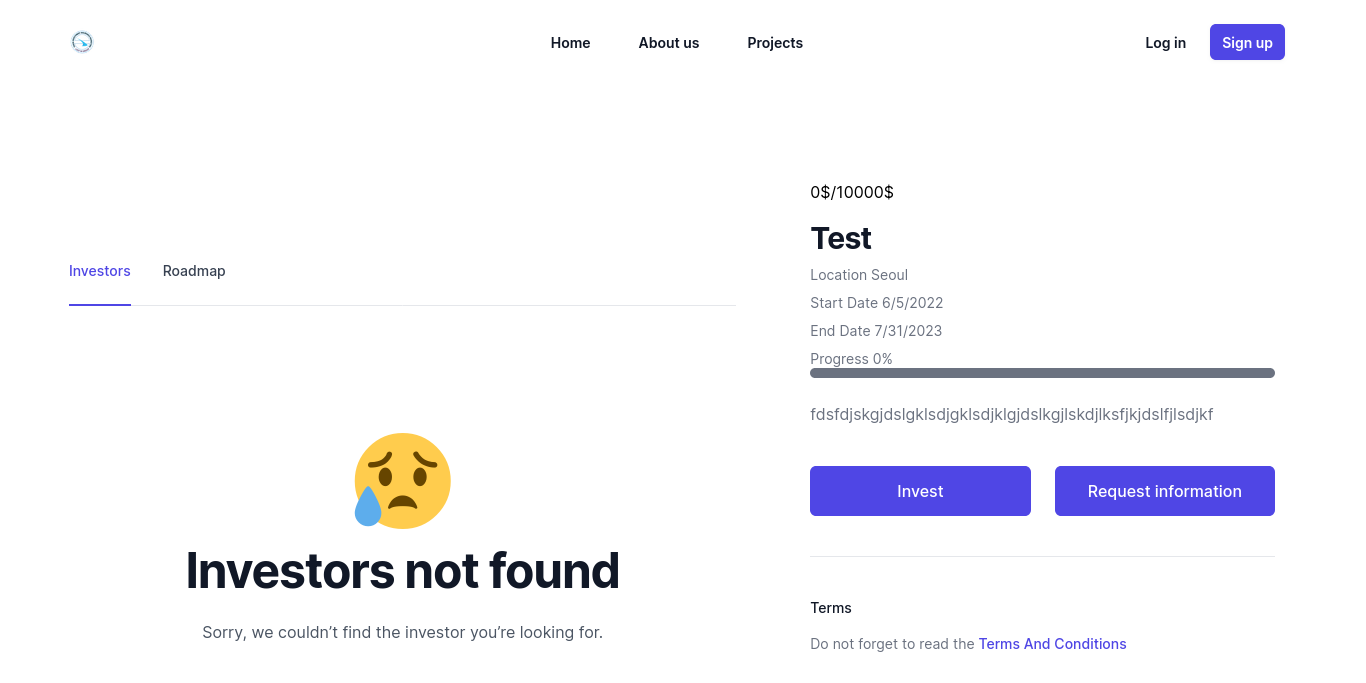 Home About us Projects Log in Sign up
Investors Roadmap
Investors not found
Sorry, we couldn’t find the investor you’re looking for.
0$/10000$
Test
Location Seoul
Start Date 6/5/2022
End Date 7/31/2023
Progress 0%
fdsfdjskgjdslgklsdjgklsdjklgjdslkgjlskdjlksfjkjdslfjlsdjkf
Invest Request information
Terms
Do not forget to read the Terms And Conditions